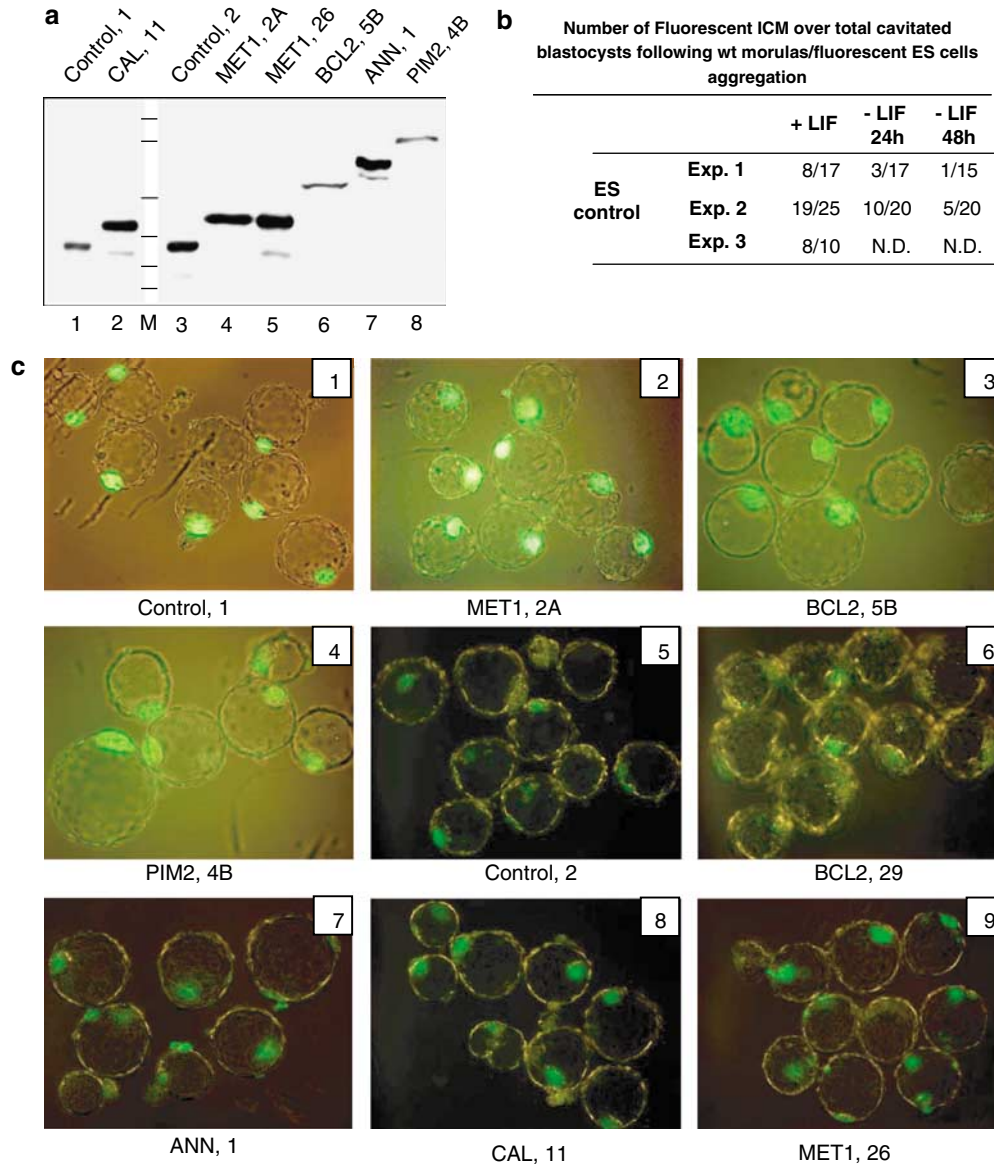 a
Control, 1
CAL, 11
Control, 2
MET1, 2A
MET1, 26
BCL2, 5B
ANN, 1
PIM2, 4B
1 2 M 3 4 5 6 7 8
b
Number of Fluorescent ICM over total cavitated
blastocysts following wt morulas/fluorescent ES cells
aggregation
+ LIF - LIF 24h - LIF 48h
ES control
Exp. 1 8/17 3/17 1/15
Exp. 2 19/25 10/20 5/20
Exp. 3 8/10 N.D. N.D.
c
1
2
3
Control, 1
MET1, 2A
BCL2, 5B
4
5
6
PIM2, 4B
Control, 2
BCL2, 29
7
8
9
ANN, 1
CAL, 11
MET1, 26